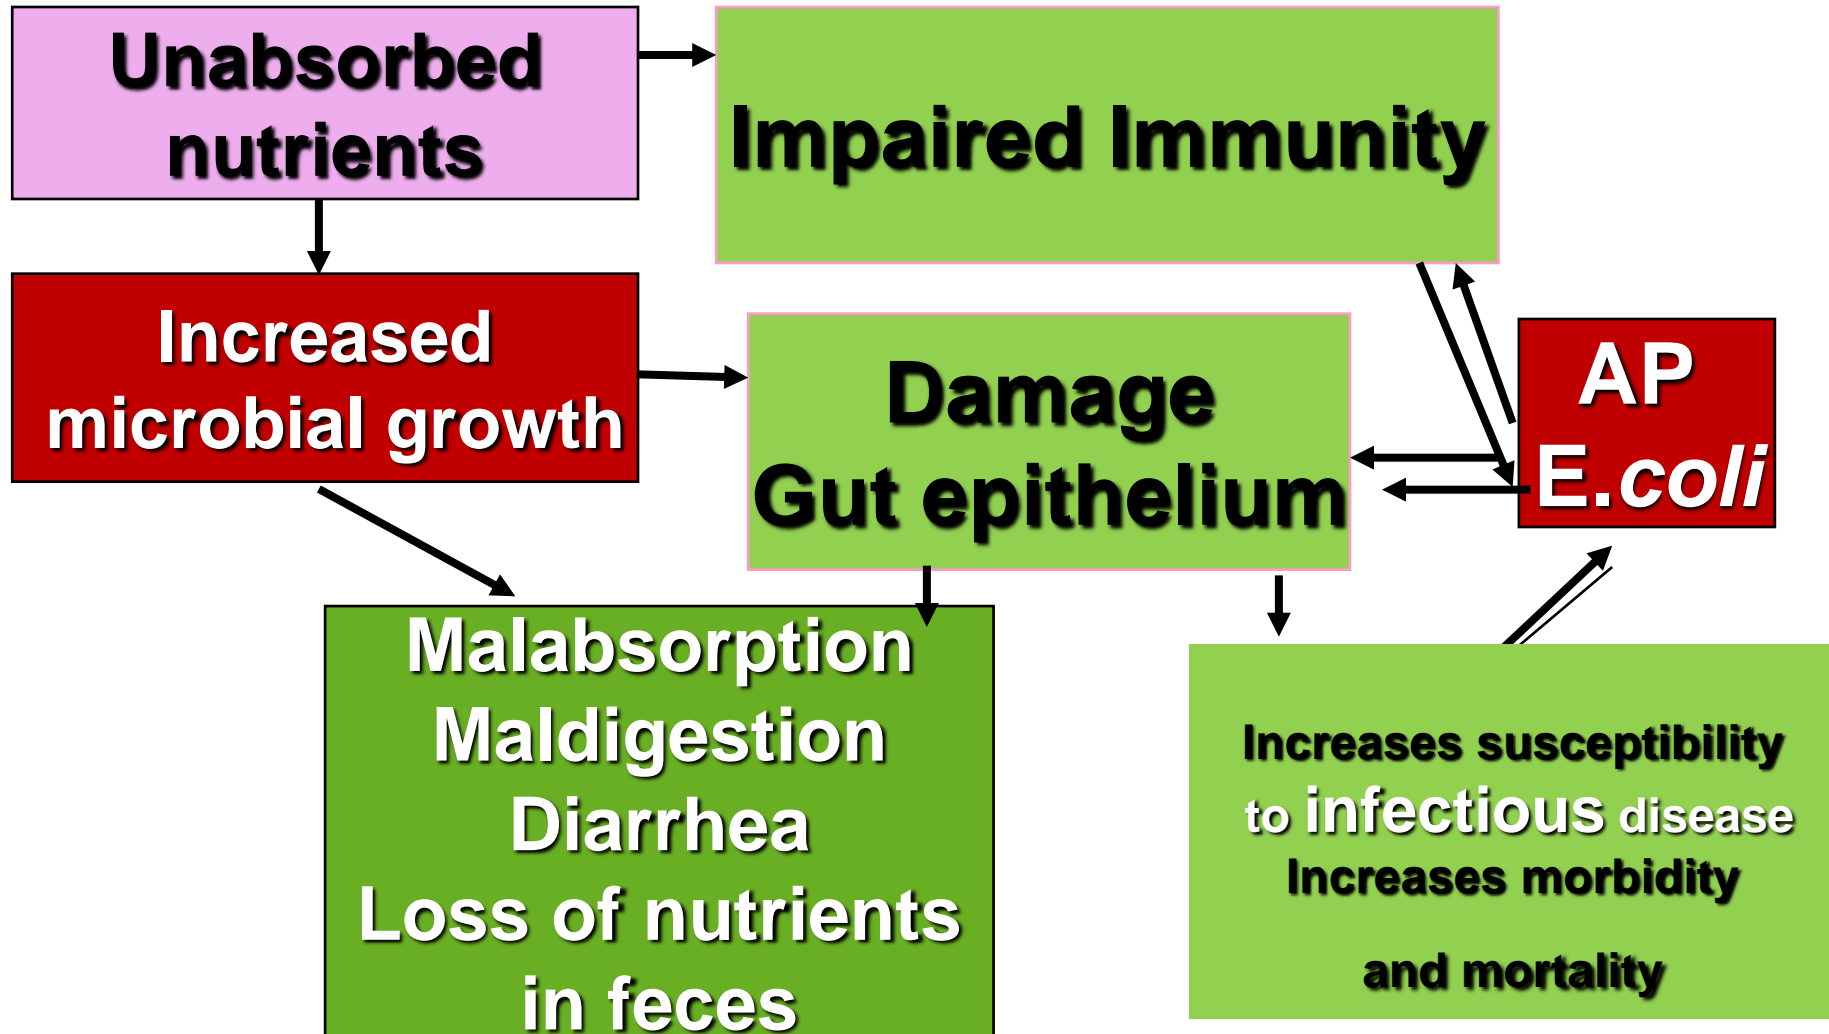 Unabsorbed
nutrients
Impaired Immunity
Increased
microbial growth
Damage
Gut epithelium
AP
E.coli
Malabsorption
Maldigestion
Diarrhea
Loss of nutrients
in feces
Increases susceptibility
to infectious disease
Increases morbidity
and mortality